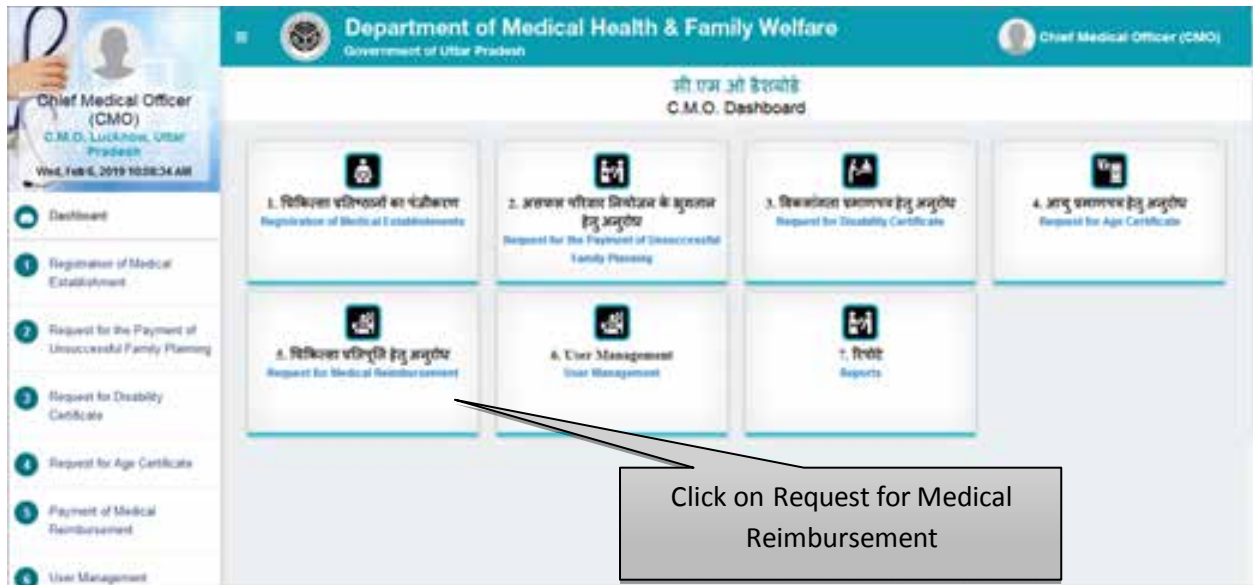 Chief Medical Officer
(CMO)
C.M.O, Lucknow, Uttar
Pradesh
Wed, Feb 6, 2019 10:08:34 AM
Dashboard
1 Registration of Medical
Establishment
2 Request for the Payment of
Unsuccessful Family Planning
3 Request for Disability
Certificate
4 Request for Age Certificate
5 Payment of Medical
Reimbursement
6 User Management
Department of Medical Health & Family Welfare
Government of Uttar Pradesh
Chief Medical Officer (CMO)
सी एम ओ डैशबोर्ड
C.M.O. Dashboard
1. चिकित्सा प्रतिष्ठानों का पंजीकरण
Registration of Medical Establishments
2. असफल परिवार नियोजन के भुगतान
हेतु अनुरोध
Request for the Payment of Unsuccessful
Family Planning
3. विकलांगता प्रमाणपत्र हेतु अनुरोध
Request for Disability Certificate
4. आयु प्रमाणपत्र हेतु अनुरोध
Request for Age Certificate
5. चिकित्सा प्रतिपूर्ति हेतु अनुरोध
Request for Medical Reimbursement
6. User Management
User Management
7. रिपोर्ट
Reports
Click on Request for Medical
Reimbursement